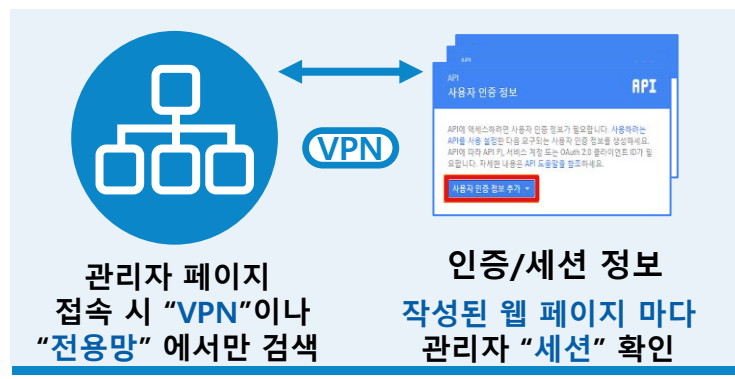 VPN
API
API
사용자 인증 정보
API
API에 액세스하려면 사용자 인증 정보가 필요합니다. 사용하려는
API를 사용 설정한 다음 요구되는 사용자 인증 정보를 생성하세요.
API에 따라 API 키, 서비스 계정 또는 OAuth 2.0 클라이언트 ID가 필
요합니다. 자세한 내용은 API 도움말을 참조하세요.
사용자 인증 정보 추가
관리자 페이지
접속 시 “VPN”이나
“전용망” 에서만 검색
인증/세션 정보
작성된 웹 페이지 마다
관리자 “세션” 확인